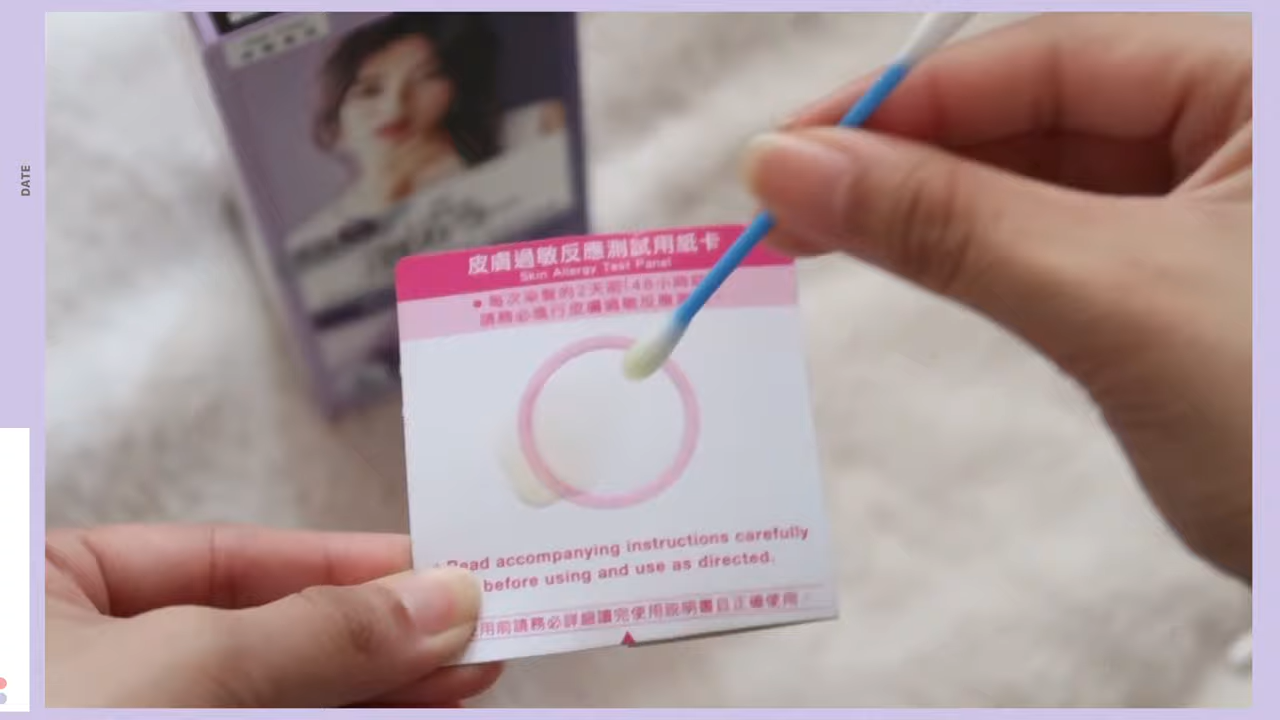 DATE
皮膚過敏反應測試用紙卡
Skin Allergy Test Panel
●每次染髮的2天前(48小時前
請務必進行皮膚過敏反應測
Read accompanying instructions carefully
before using and use as directed.
用前請務必詳細讀完使用說明書且正確使用